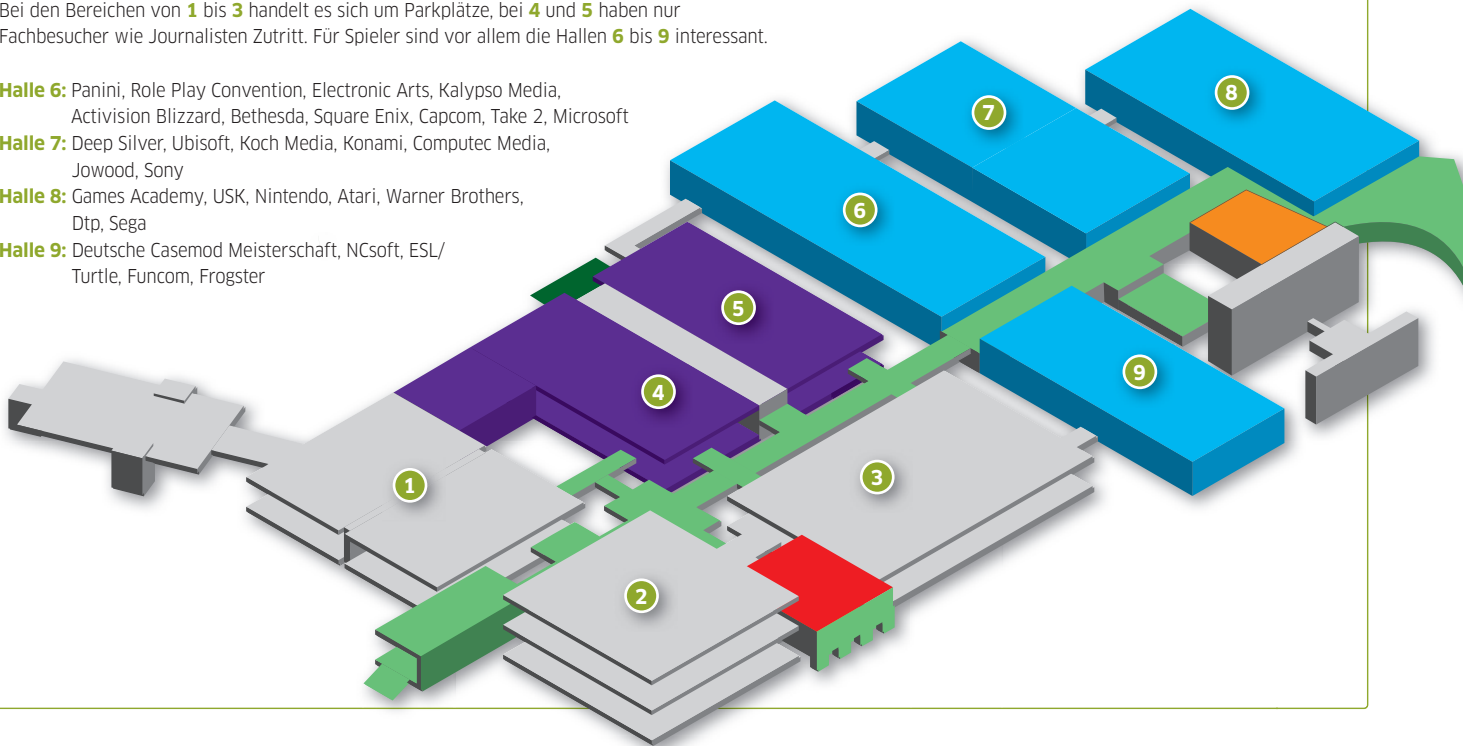 Bei den Bereichen von 1 bis 3 handelt es sich um Parkplätze, bei 4 und 5 haben nur
Fachbesucher wie Journalisten Zutritt. Für Spieler sind vor allem die Hallen 6 bis 9 interessant.
Halle 6: Panini, Role Play Convention, Electronic Arts, Kalypso Media,
Activision Blizzard, Bethesda, Square Enix, Capcom, Take 2, Microsoft
Halle 7: Deep Silver, Ubisoft, Koch Media, Konami, Computec Media,
Jowood, Sony
Halle 8: Games Academy, USK, Nintendo, Atari, Warner Brothers,
Dtp, Sega
Halle 9: Deutsche Casemod Meisterschaft, NCsoft, ESL/
Turtle, Funcom, Frogster
8
7
6
5
9
4
3
1
2